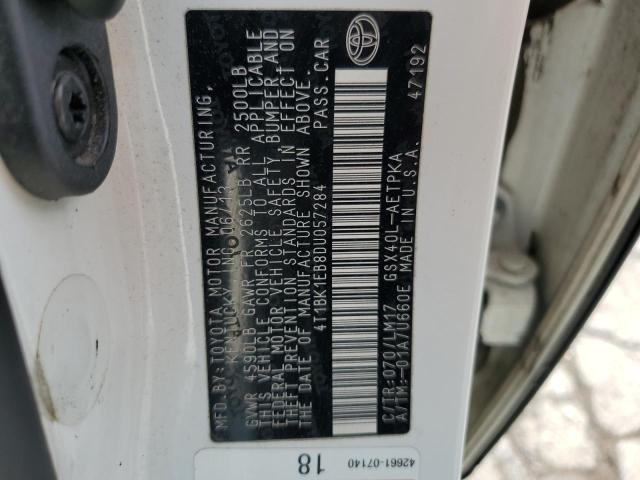 MFD. BY: TOYOTA MOTOR MANUFACTURING,
KENTUCKY, INC. 06/13
GVWR 4590LB GAWR FR 2625LB RR 2500LB
THIS VEHICLE CONFORMS TO ALL APPLICABLE
FEDERAL MOTOR VEHICLE SAFETY, BUMPER, AND
THEFT PREVENTION STANDARDS IN EFFECT ON
THE DATE OF MANUFACTURE SHOWN ABOVE.
4T1BK1EB8DU057284 PASS.CAR
C/TR:070/LM17 GSX40L-AETPKA
A/TM:-01A/U660E MADE IN U.S.A.
47192
42661-07140
18